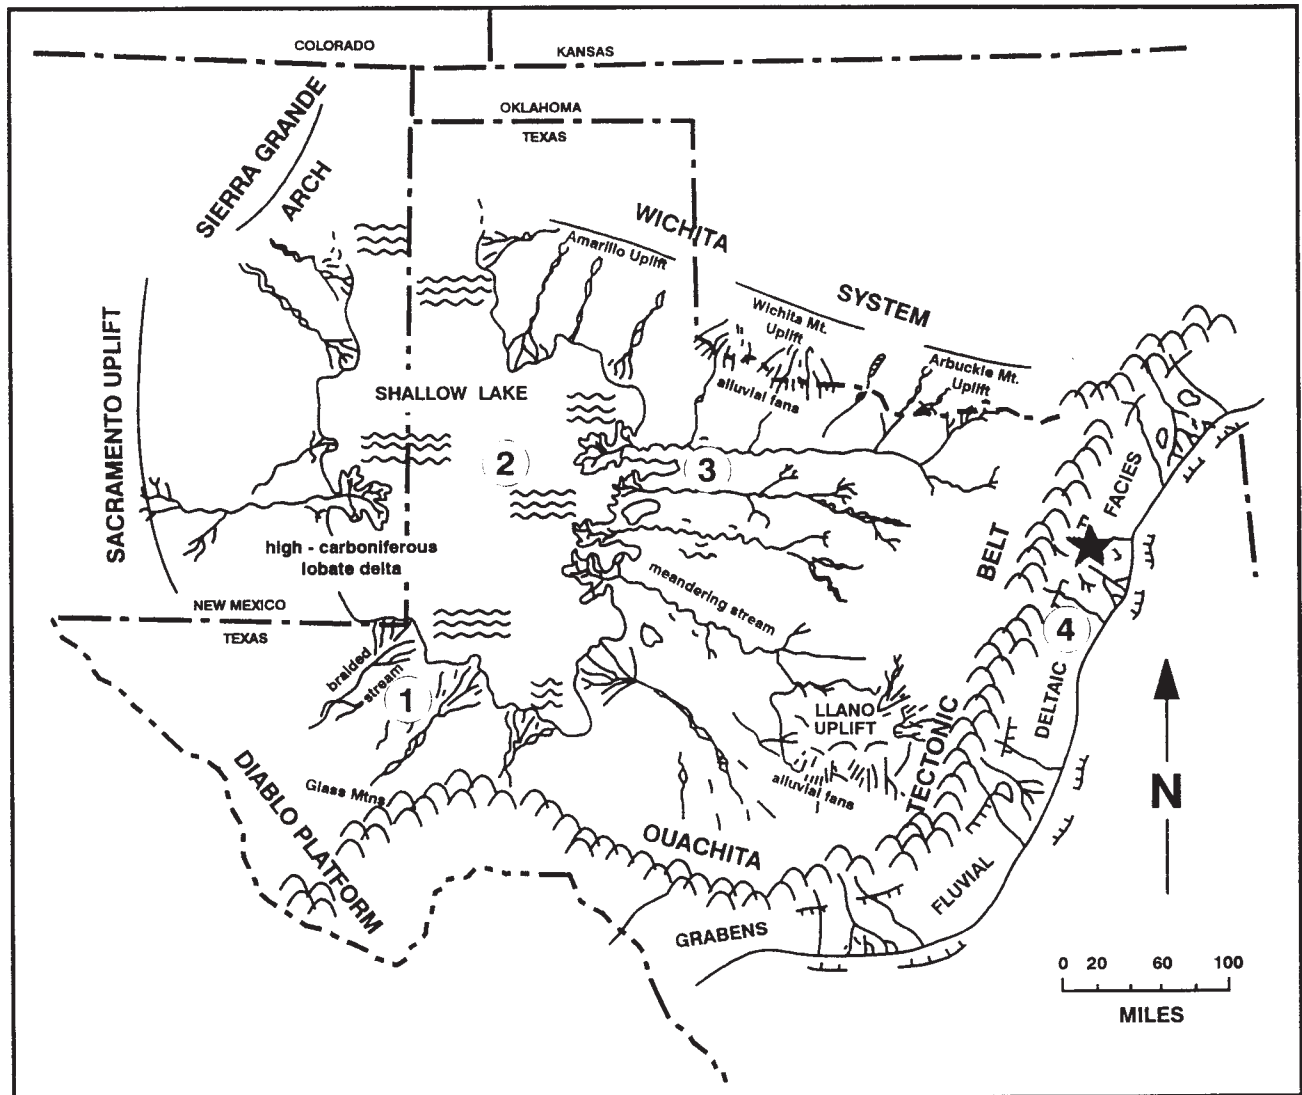 COLORADO
KANSAS
OKLAHOMA
TEXAS
SIERRA GRANDE
ARCH
WICHITA
SYSTEM
Amarillo Uplift
Wichita Mt.
Uplift
Arbuckle Mt.
Uplift
alluvial fans
SACRAMENTO UPLIFT
SHALLOW LAKE
2
3
FACIES
BELT
high - carboniferous
lobate delta
meandering stream
NEW MEXICO
TEXAS
4
braided
stream
1
LLANO
UPLIFT
DELTAIC
TECTONIC
alluvial fans
N
Glass Mtns
DIABLO PLATFORM
OUACHITA
FLUVIAL
GRABENS
0 20 60 100
MILES